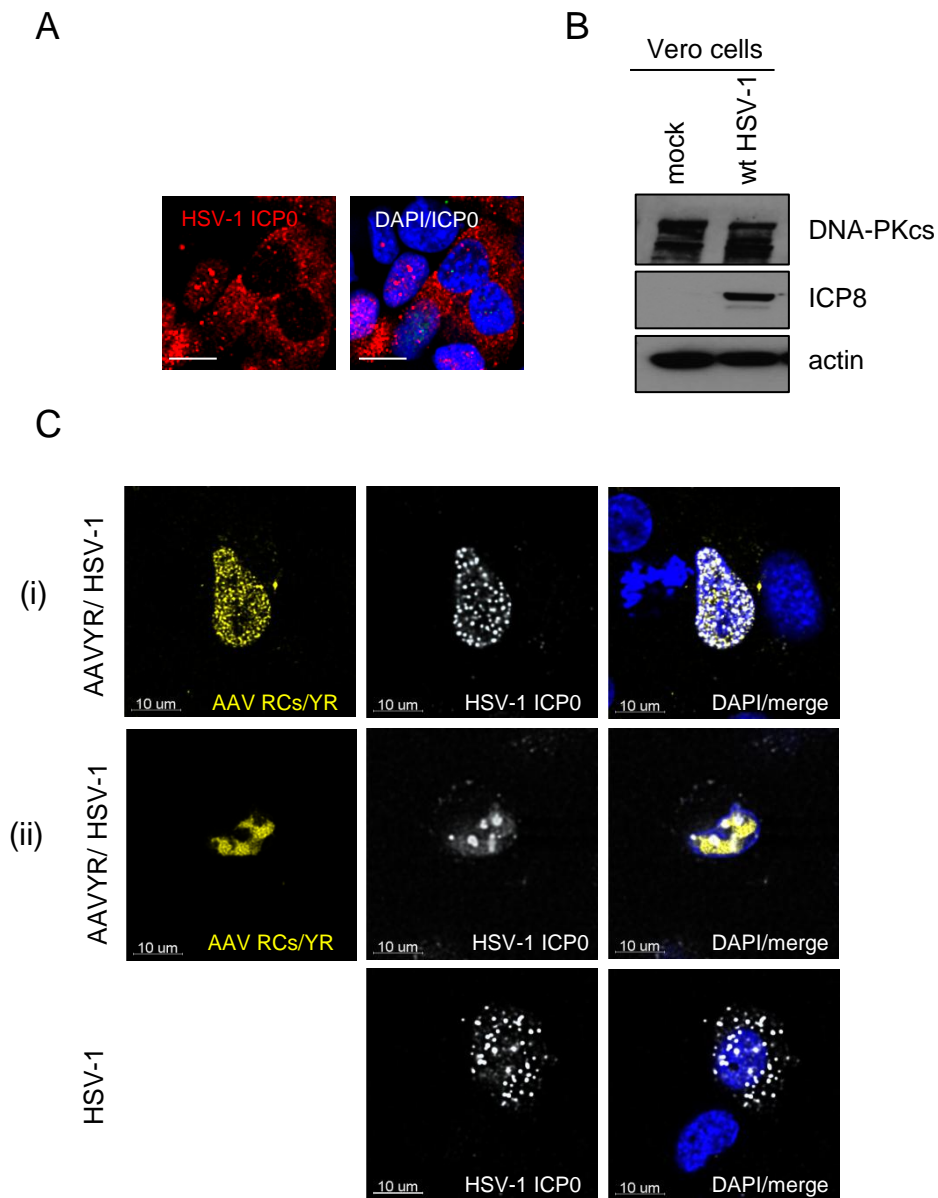 A
HSV-1 ICP0
DAPI/ICP0
B
Vero cells
mock
wt HSV-1
DNA-PKcs
ICP8
actin
C
(i)
AAVYR/ HSV-1
10 um
AAV RCs/YR
10 um
HSV-1 ICP0
10 um
DAPI/merge
(ii)
AAVYR/ HSV-1
10 um
AAV RCs/YR
10 um
HSV-1 ICP0
10 um
DAPI/merge
HSV-1
10 um
HSV-1 ICP0
10 um
DAPI/merge